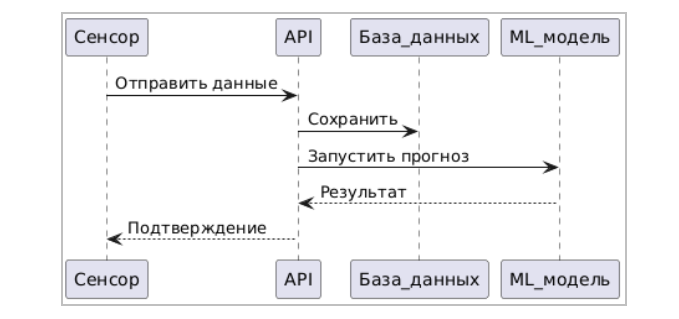 Сенсор API База_данных ML_модель
Отправить данные
Сохранить
Запустить прогноз
Результат
Подтверждение
Сенсор API База_данных ML_модель